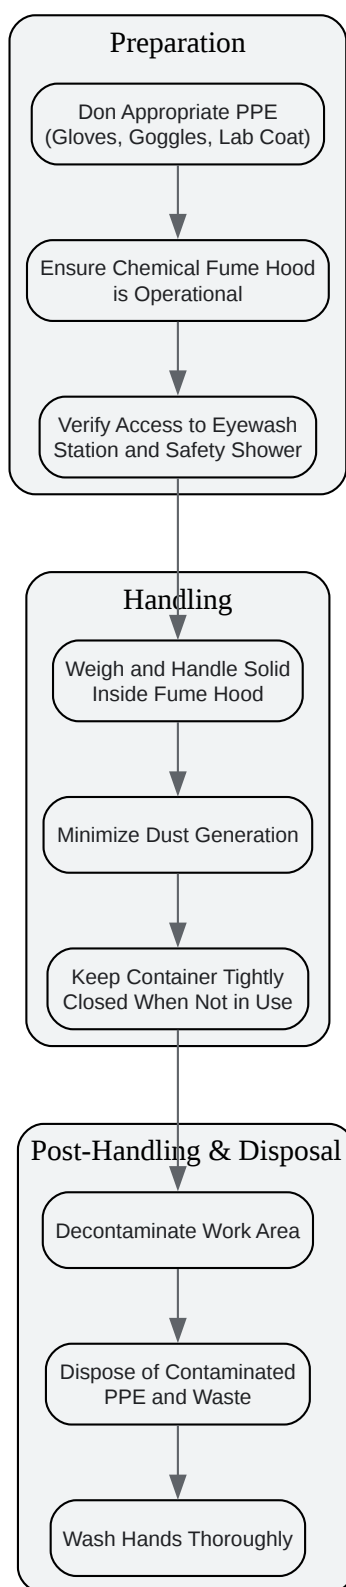 Preparation
Don Appropriate PPE
(Gloves, Goggles, Lab Coat)
Ensure Chemical Fume Hood
is Operational
Verify Access to Eyewash
Station and Safety Shower
Handling
Weigh and Handle Solid
Inside Fume Hood
Minimize Dust Generation
Keep Container Tightly
Closed When Not in Use
Post-Handling & Disposal
Decontaminate Work Area
Dispose of Contaminated
PPE and Waste
Wash Hands Thoroughly